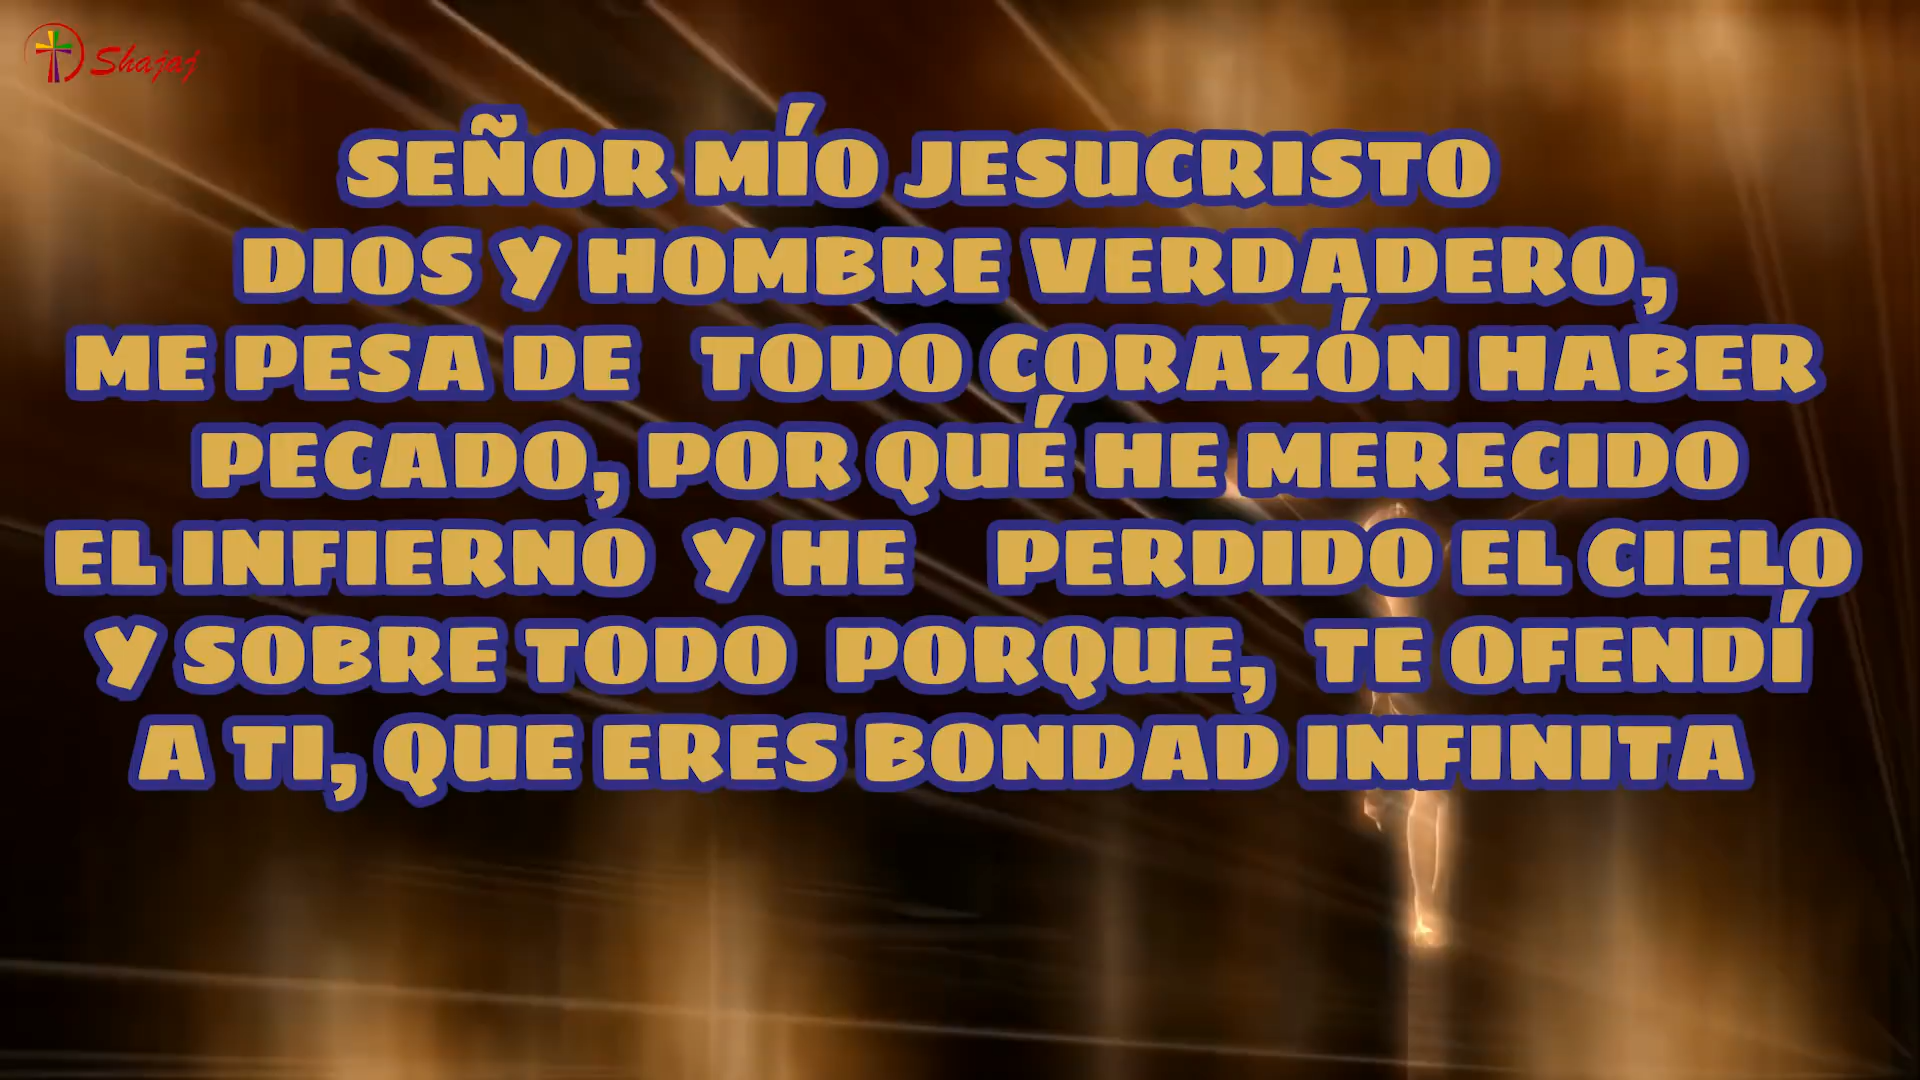 Shajaj
SEÑOR MÍO JESUCRISTO
DIOS Y HOMBRE VERDADERO,
ME PESA DE TODO CORAZÓN HABER
PECADO, POR QUÉ HE MERECIDO
EL INFIERNO Y HE PERDIDO EL CIELO
Y SOBRE TODO PORQUE, TE OFENDÍ
A TI, QUE ERES BONDAD INFINITA